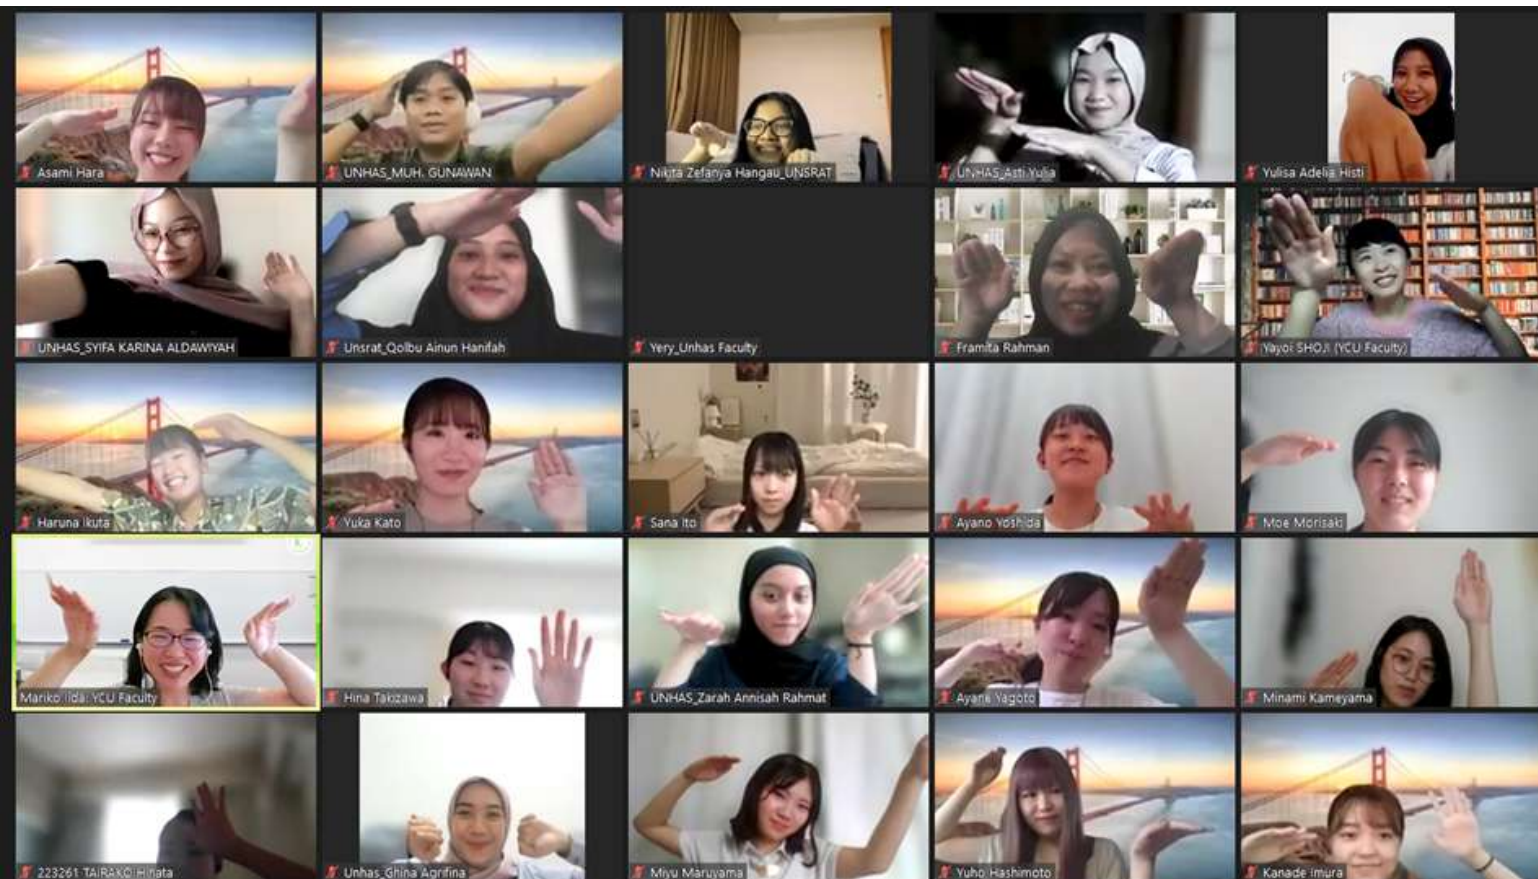 Asami Hara
UNHAS_MUH. GUNAWAN
Nikita Zefanya Hangau_UNSRAT
UNHAS_Asti Yulia
Yulisa Adelia Histi
UNHAS_SYIFA KARINA ALDAWIYAH
Unsrat_Qolbu Ainun Hanifah
Yery_Unhas Faculty
Framita Rahman
Yayoi SHOJI (YCU Faculty)
Haruna Ikuta
Yuka Kato
Sana Ito
Ayano Yoshida
Moe Morisaki
Mariko Iida: YCU Faculty
Hina Takizawa
UNHAS_Zarah Annisah Rahmat
Ayane Yagoto
Minami Kameyama
223261 TAIRAKO Hinata
Unhas_Ghina Agrifina
Miyu Maruyama
Yuho Hashimoto
Kanade Imura